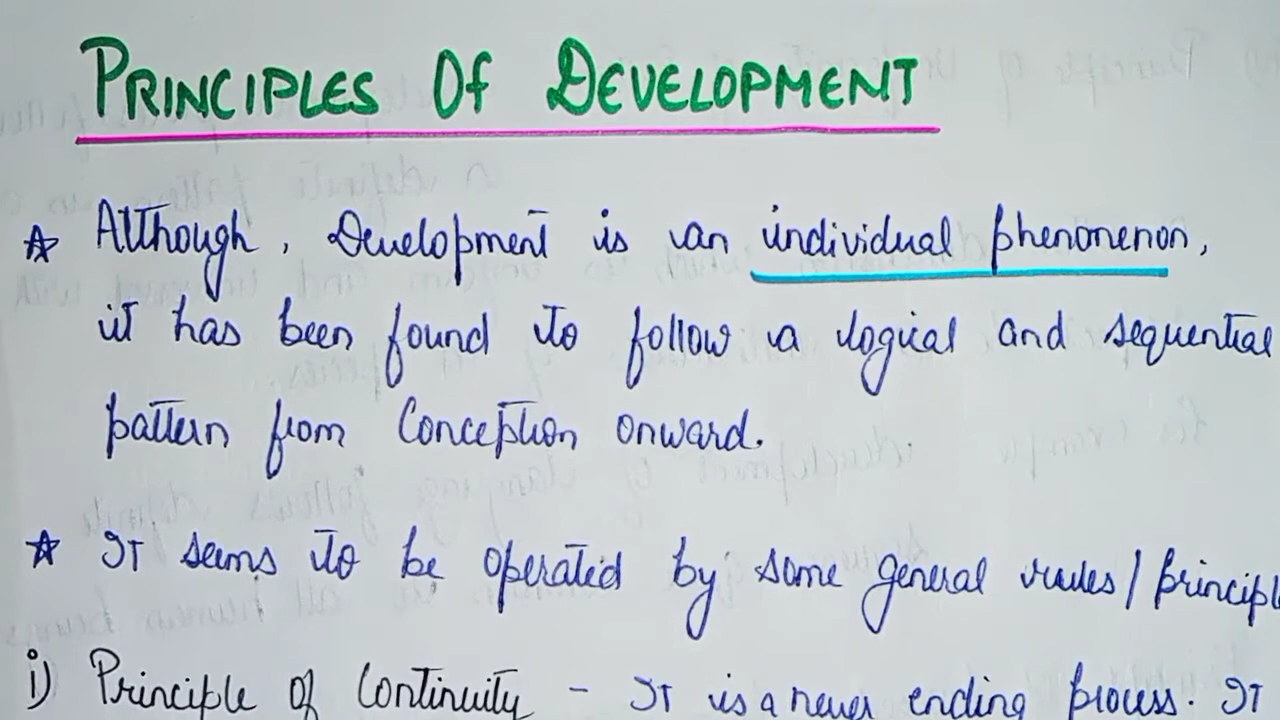 PRINCIPLES Of DEVELOPMENT
☆ Although, Development is an individual phenomenon,
it has been found to follow a logical and sequential
pattern from Conception onward.
☆ It seems to be operated by some general rules/principl
i) Principle of Continuity - It is a never ending process. It